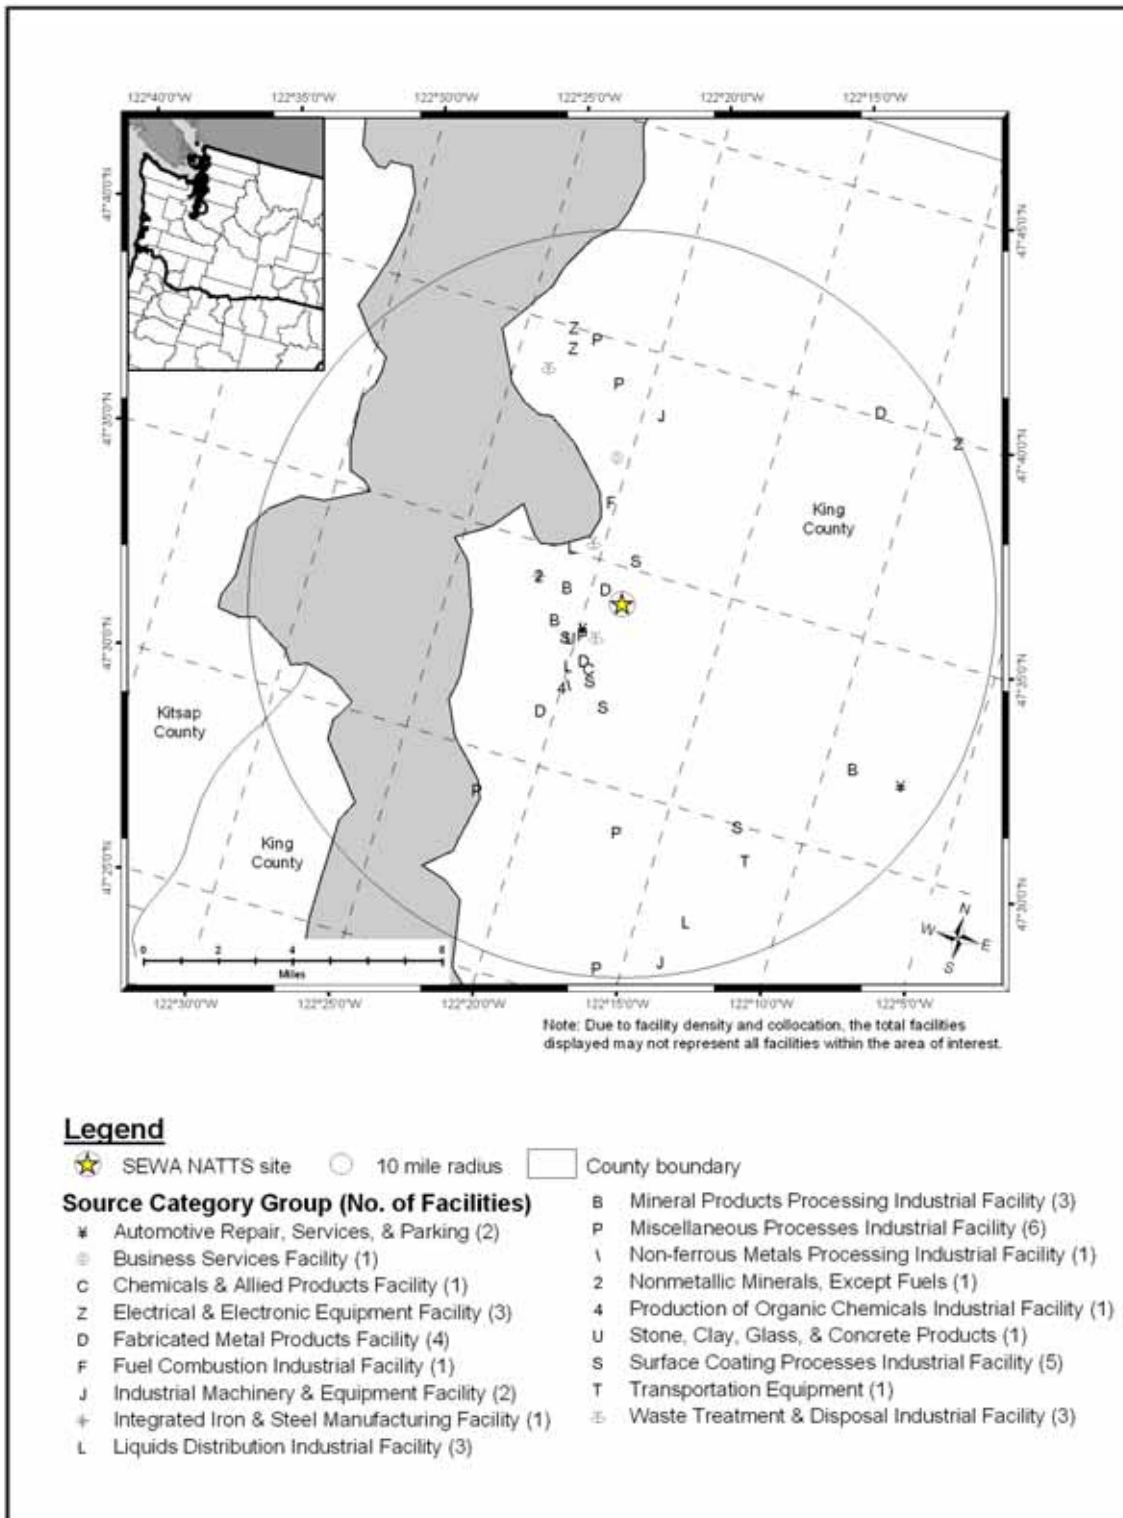 122°40'0"W 122°35'0"W 122°30'0"W 122°25'0"W 122°20'0"W 122°15'0"W
47°40'0"N
47°35'0"N
47°30'0"N
47°25'0"N
47°45'0"N
47°40'0"N
47°35'0"N
47°30'0"N
Z
P
Z
P
J
D
Z
King
County
F
L
S
2
B
D
B
S
U
P
D
L
C
S
4
\
S
D
Kitsap
County
P
B
¥
P
S
T
King
County
L
P
J
N
W
E
S
0 2 4 8
Miles
122°30'0"W 122°25'0"W 122°20'0"W 122°15'0"W 122°10'0"W 122°5'0"W
Note: Due to facility density and collocation, the total facilities
displayed may not represent all facilities within the area of interest.
Legend
SEWA NATTS site 10 mile radius County boundary
Source Category Group (No. of Facilities)
¥ Automotive Repair, Services, & Parking (2)
Business Services Facility (1)
C Chemicals & Allied Products Facility (1)
Z Electrical & Electronic Equipment Facility (3)
D Fabricated Metal Products Facility (4)
F Fuel Combustion Industrial Facility (1)
J Industrial Machinery & Equipment Facility (2)
Integrated Iron & Steel Manufacturing Facility (1)
L Liquids Distribution Industrial Facility (3)
B Mineral Products Processing Industrial Facility (3)
P Miscellaneous Processes Industrial Facility (6)
\ Non-ferrous Metals Processing Industrial Facility (1)
2 Nonmetallic Minerals, Except Fuels (1)
4 Production of Organic Chemicals Industrial Facility (1)
U Stone, Clay, Glass, & Concrete Products (1)
S Surface Coating Processes Industrial Facility (5)
T Transportation Equipment (1)
Waste Treatment & Disposal Industrial Facility (3)